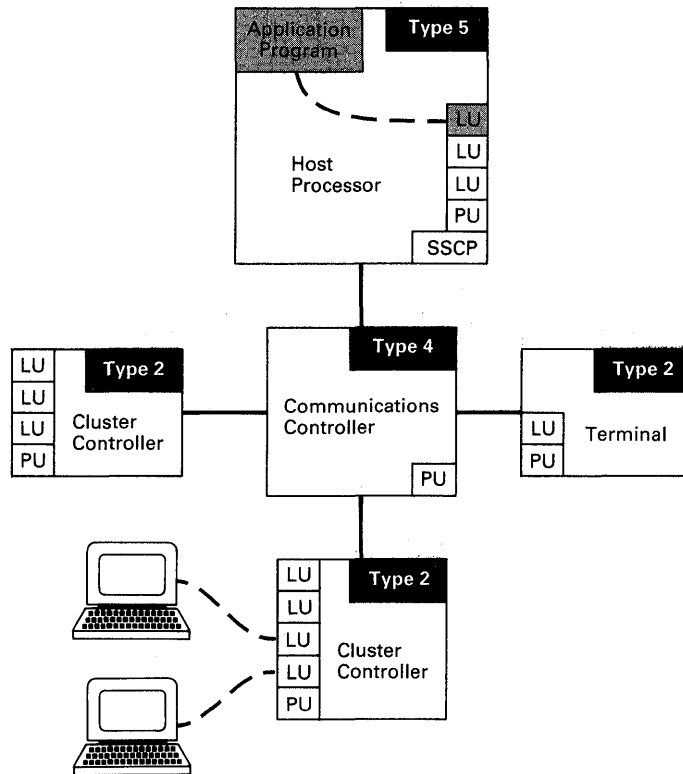 Application
Program
Type 5
LU
LU
LU
PU
SSCP
Host
Processor
LU
LU
LU
PU
Type 2
Cluster
Controller
Type 4
Communications
Controller
PU
Type 2
LU
PU
Terminal
LU
LU
LU
LU
PU
Type 2
Cluster
Controller